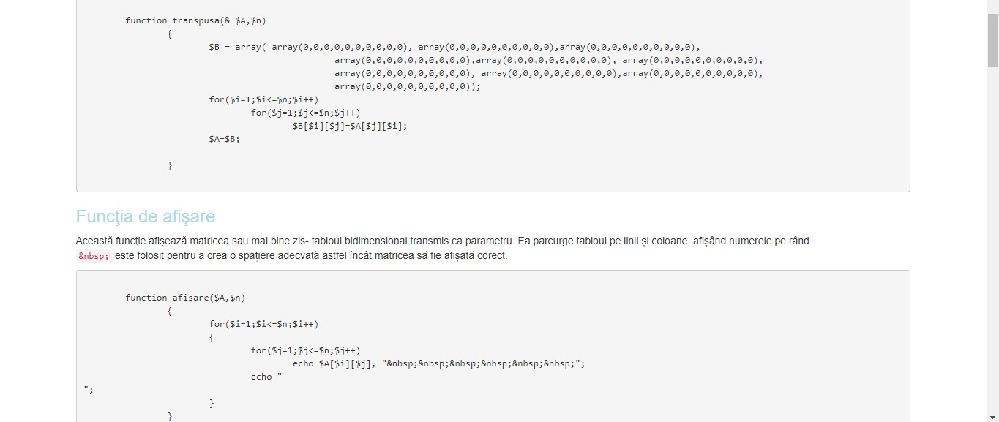 function transpusa(& $A,$n)
{
$B = array( array(0,0,0,0,0,0,0,0,0,0), array(0,0,0,0,0,0,0,0,0,0),array(0,0,0,0,0,0,0,0,0,0),
array(0,0,0,0,0,0,0,0,0,0),array(0,0,0,0,0,0,0,0,0,0), array(0,0,0,0,0,0,0,0,0,0),
array(0,0,0,0,0,0,0,0,0,0), array(0,0,0,0,0,0,0,0,0,0),array(0,0,0,0,0,0,0,0,0,0),
array(0,0,0,0,0,0,0,0,0,0));
for($i=1;$i<=$n;$i++)
for($j=1;$j<=$n;$j++)
$B[$i][$j]=$A[$j][$i];
$A=$B;
}
Funcţia de afişare
Această funcţie afişează matricea sau mai bine zis- tabloul bidimensional transmis ca parametru. Ea parcurge tabloul pe linii și coloane, afișând numerele pe rând.
&nbsp; este folosit pentru a crea o spațiere adecvată astfel încât matricea să fie afișată corect.
function afisare($A,$n)
{
for($i=1;$i<=$n;$i++)
{
for($j=1;$j<=$n;$j++)
echo $A[$i][$j], "&nbsp;&nbsp;&nbsp;&nbsp;&nbsp;&nbsp;";
echo "
";
}
}